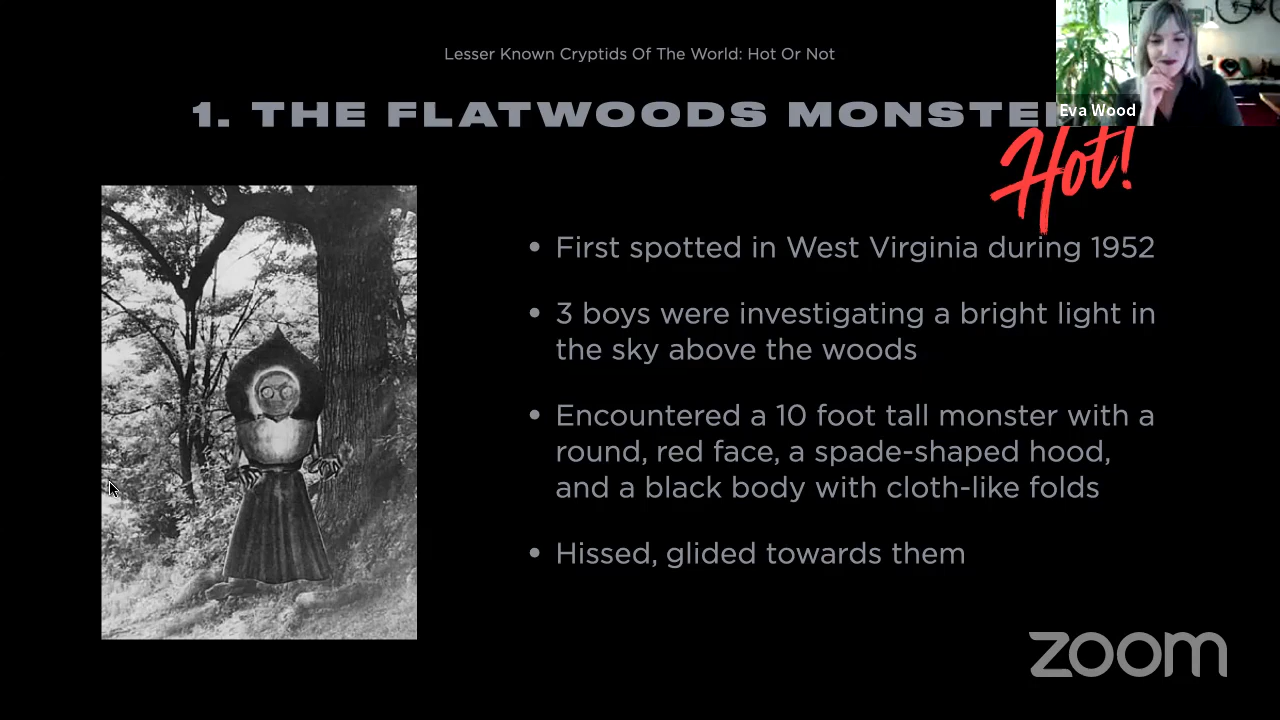 Lesser Known Cryptids Of The World: Hot Or Not
Eva Wood
1. THE FLATWOODS MONSTER
Hot!
• First spotted in West Virginia during 1952
• 3 boys were investigating a bright light in
the sky above the woods
• Encountered a 10 foot tall monster with a
round, red face, a spade-shaped hood,
and a black body with cloth-like folds
• Hissed, glided towards them
zoom